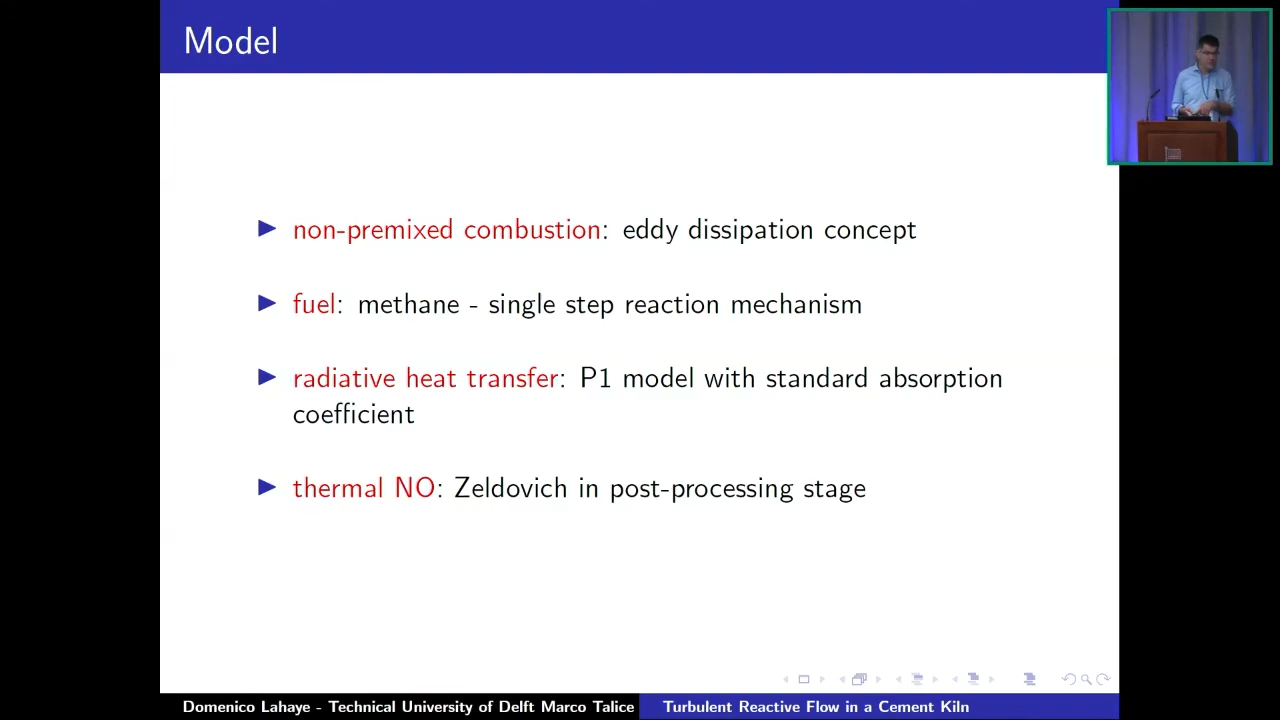 Model
non-premixed combustion: eddy dissipation concept
fuel: methane - single step reaction mechanism
radiative heat transfer: P1 model with standard absorption
coefficient
thermal NO: Zeldovich in post-processing stage
Domenico Lahaye - Technical University of Delft Marco Talice
Turbulent Reactive Flow in a Cement Kiln